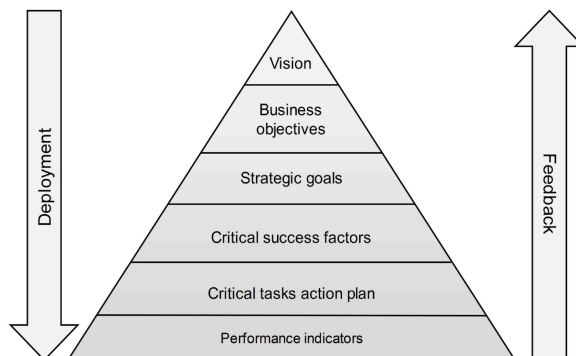 Vision
Business
objectives
Strategic goals
Critical success factors
Critical tasks action plan
Performance indicators
Deployment
Feedback